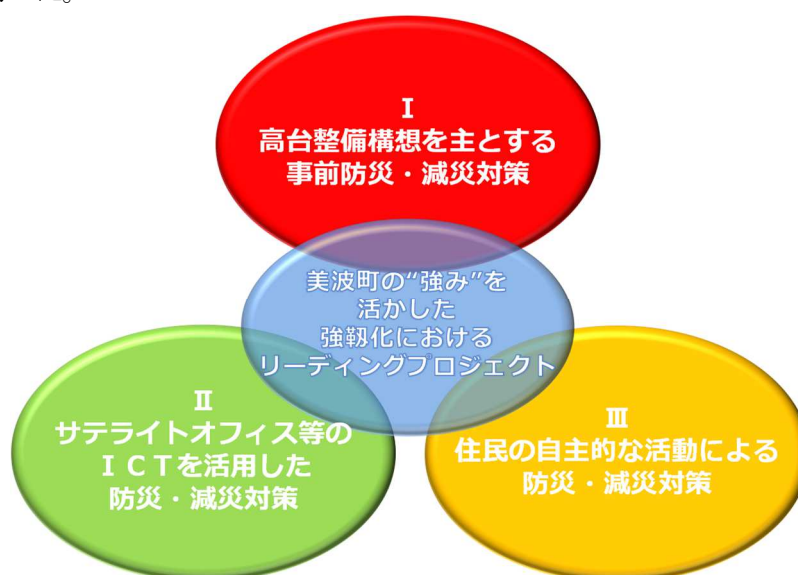 Ⅰ
高台整備構想を主とする
事前防災・減災対策
美波町の“強み”を
活かした
強靱化における
リーディングプロジェクト
Ⅱ
サテライトオフィス等の
ＩＣＴを活用した
防災・減災対策
Ⅲ
住民の自主的な活動による
防災・減災対策